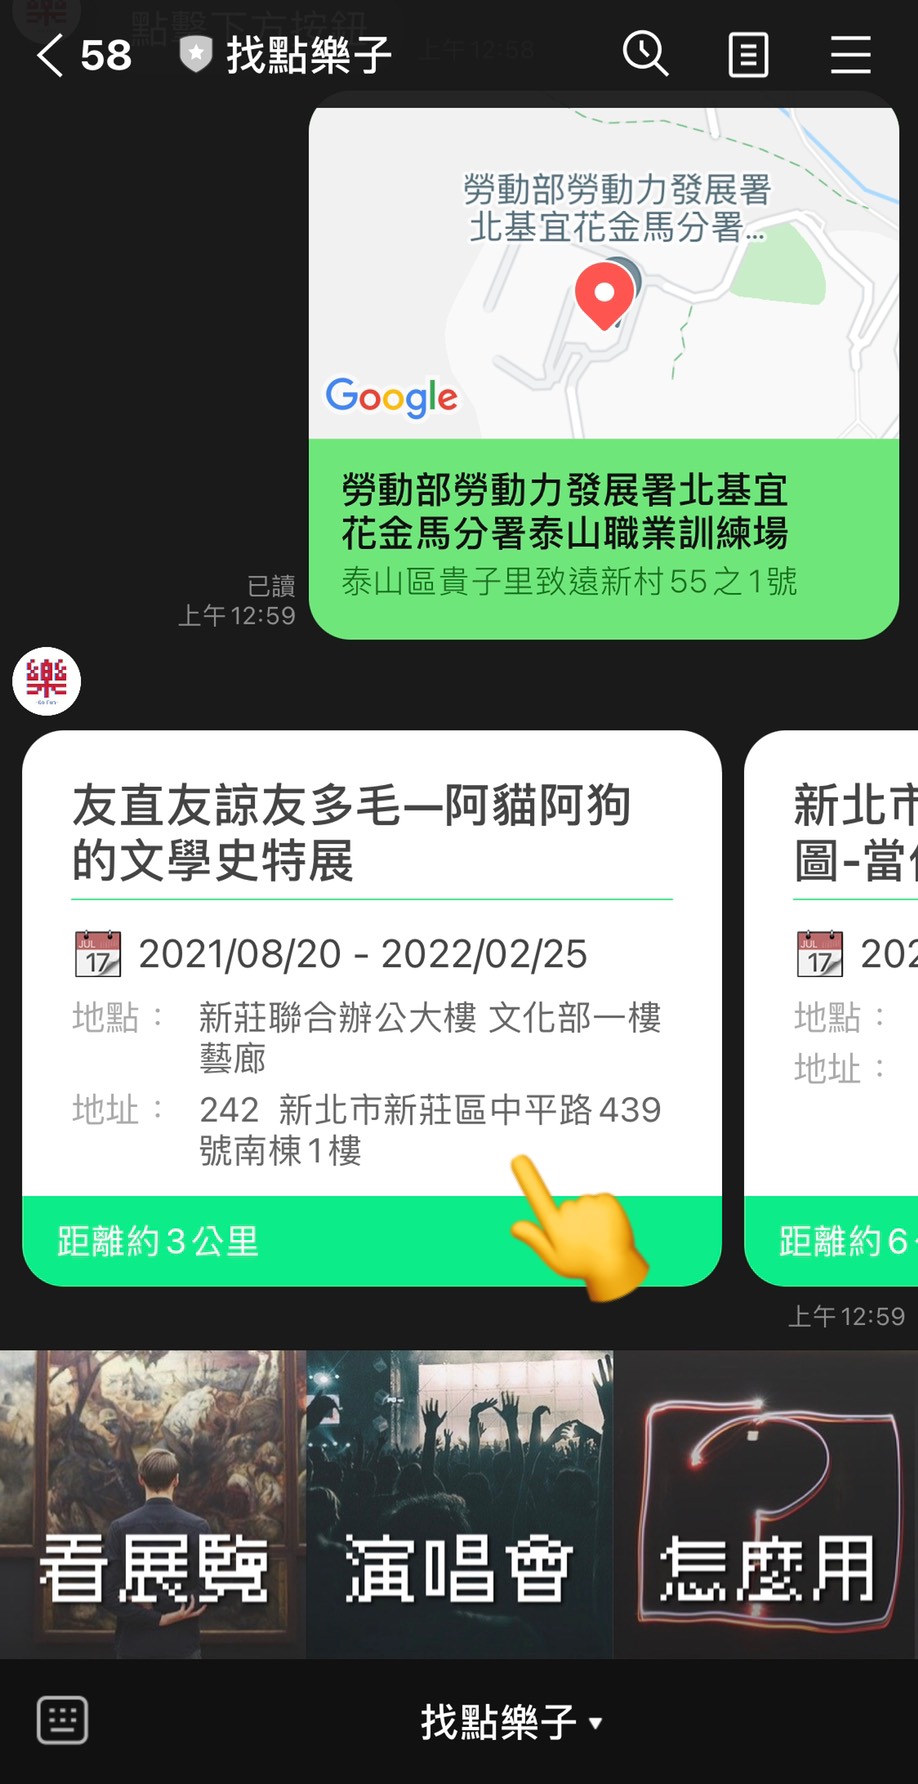 點擊下方按鈕
上午 12:58
58
找點樂子
勞動部勞動力發展署
北基宜花金馬分署...
Google
勞動部勞動力發展署北基宜
花金馬分署泰山職業訓練場
泰山區貴子里致遠新村55之1號
已讀
上午 12:59
樂
友直友諒友多毛—阿貓阿狗
的文學史特展
JUL
17
2021/08/20 - 2022/02/25
地點：
新莊聯合辦公大樓 文化部一樓
藝廊
地址：
242 新北市新莊區中平路439
號南棟1樓
距離約3公里
新北市
圖-當
JUL
17
202
地點：
地址：
距離約6
上午 12:59
看展覽
演唱會
怎麼用
找點樂子